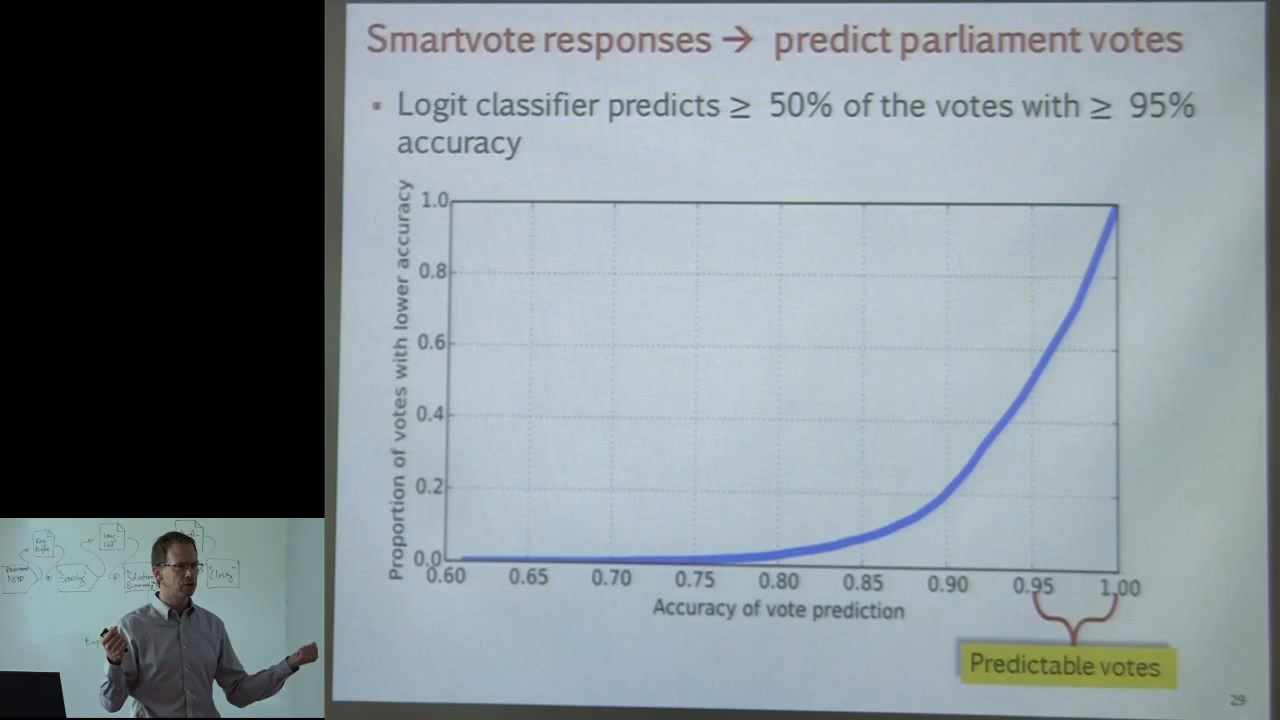 Smartvote responses → predict parliament votes
▪ Logit classifier predicts ≥ 50% of the votes with ≥ 95%
accuracy
Proportion of votes with lower accuracy
1.0
0.8
0.6
0.4
0.2
0.0
0.60 0.65 0.70 0.75 0.80 0.85 0.90 0.95 1.00
Accuracy of vote prediction
Predictable votes
29